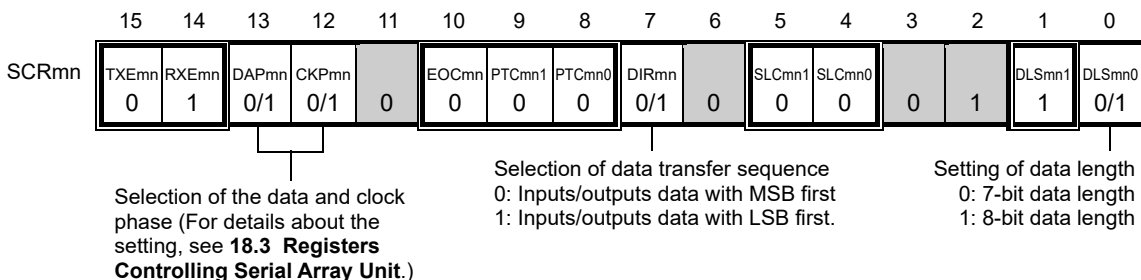 15 14 13 12 11 10 9 8 7 6 5 4 3 2 1 0
SCRmn TXEmn RXEmn DAPmn CKPmn EOCmn PTCmn1 PTCmn0 DIRmn SLCmn1 SLCmn0 DLSmn1 DLSmn0
0 1 0/1 0/1 0 0 0 0 0/1 0 0 0 0 1 1 0/1
Selection of the data and clock
phase (For details about the
setting, see 18.3 Registers
Controlling Serial Array Unit.)
Selection of data transfer sequence
0: Inputs/outputs data with MSB first
1: Inputs/outputs data with LSB first.
Setting of data length
0: 7-bit data length
1: 8-bit data length